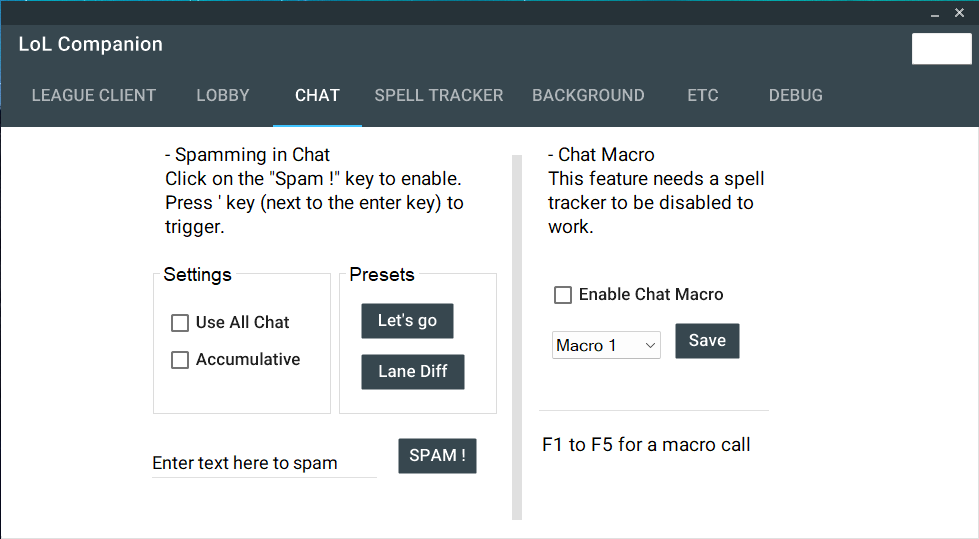 LoL Companion
LEAGUE CLIENT LOBBY CHAT SPELL TRACKER BACKGROUND ETC DEBUG
- Spamming in Chat
Click on the "Spam !" key to enable.
Press ' key (next to the enter key) to
trigger.
Settings
Use All Chat
Accumulative
Presets
Let's go
Lane Diff
Enter text here to spam
SPAM !
- Chat Macro
This feature needs a spell
tracker to be disabled to
work.
Enable Chat Macro
Macro 1
Save
F1 to F5 for a macro call